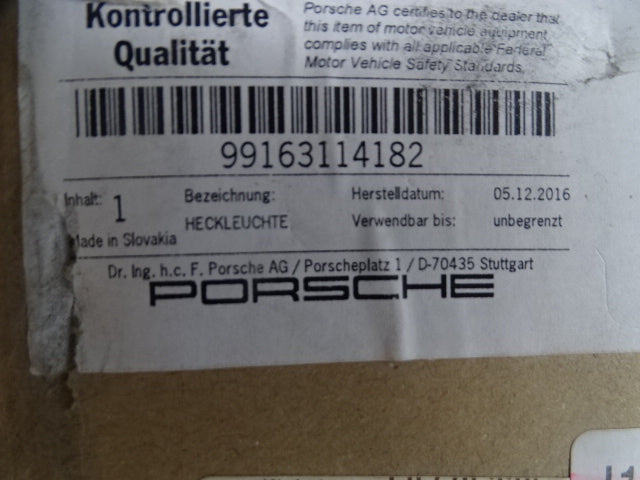 Kontrollierte
Qualität
Porsche AG certifies to the dealer that
this item of motor vehicle equipment
complies with all applicable Federal
Motor Vehicle Safety Standards.
99163114182
Inhalt: 1
Bezeichnung:
HECKLEUCHTE
Herstelldatum: 05.12.2016
Verwendbar bis: unbegrenzt
Made in Slovakia
Dr. Ing. h.c. F. Porsche AG / Porscheplatz 1 / D-70435 Stuttgart
PORSCHE